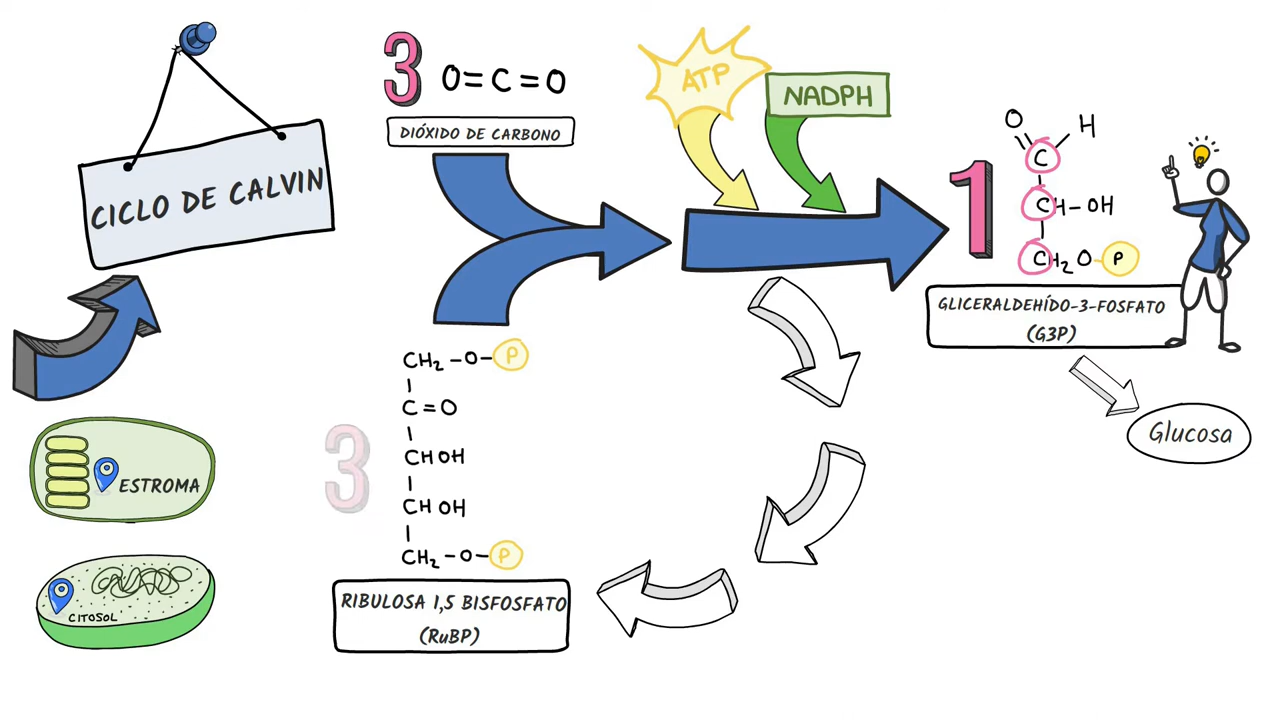 CICLO DE CALVIN
3 O=C=O
DIÓXIDO DE CARBONO
ATP
NADPH
1
O H
C
CH-OH
CH₂O-P
GLICERALDEHÍDO-3-FOSFATO
(G3P)
Glucosa
3
CH₂-O-P
C=O
CHOH
CHOH
CH₂-O-P
RIBULOSA 1,5 BISFOSFATO
(RuBP)
ESTROMA
CITOSOL